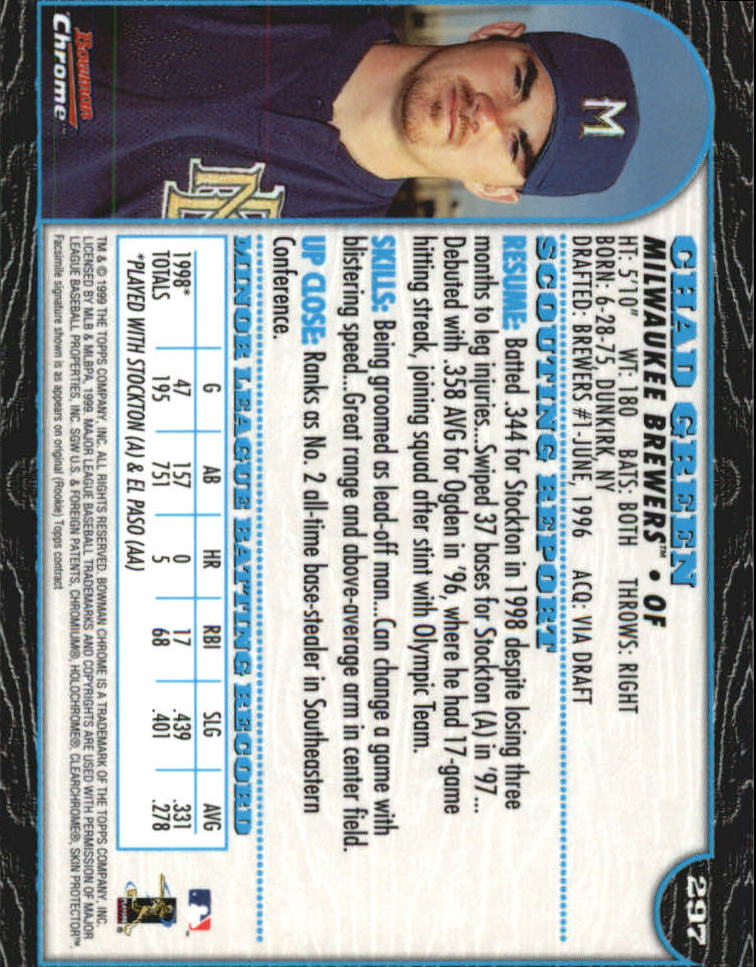 297
CHAD GREEN
MILWAUKEE BREWERS™ • OF
HT: 5'10" WT: 180 BATS: BOTH THROWS: RIGHT
BORN: 6-28-75, DUNKIRK, NY
DRAFTED: BREWERS #1-JUNE, 1996 ACQ: VIA DRAFT
SCOUTING REPORT
RESUME: Batted .344 for Stockton in 1998 despite losing three
months to leg injuries...Swiped 37 bases for Stockton (A) in '97...
Debuted with .358 AVG for Ogden in '96, where he had 17-game
hitting streak, joining squad after stint with Olympic Team.
SKILLS: Being groomed as lead-off man...Can change a game with
blistering speed...Great range and above-average arm in center field.
UP CLOSE: Ranks as No. 2 all-time base-stealer in Southeastern
Conference.
MINOR LEAGUE BATTING RECORD
G AB HR RBI SLG AVG
1998* 47 157 0 17 .439 .331
TOTALS 195 751 5 68 .401 .278
*PLAYED WITH STOCKTON (A) & EL PASO (AA)
TM & © 1999 THE TOPPS COMPANY, INC. ALL RIGHTS RESERVED. BOWMAN CHROME IS A TRADEMARK OF THE TOPPS COMPANY, INC.
LICENSED BY MLB & MLBPA, 1999. MAJOR LEAGUE BASEBALL TRADEMARKS AND COPYRIGHTS ARE USED WITH PERMISSION OF MAJOR
LEAGUE BASEBALL PROPERTIES, INC. SGW U.S. & FOREIGN PATENTS, CHROMIUM®, HOLOCHROME®, CLEARCHROME®, SKIN PROTECTOR™.
Facsimile signature shown is as appears on original (Rookie) Topps contract
M
MB
Bowman
Chrome™